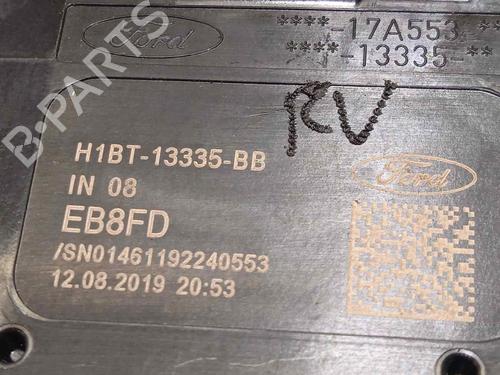 Ford ****-17A553
****-13335-**
RV
H1BT-13335-BB
IN 08
Ford
EB8FD
/SN01461192240553
12.08.2019 20:53
B-PARTS